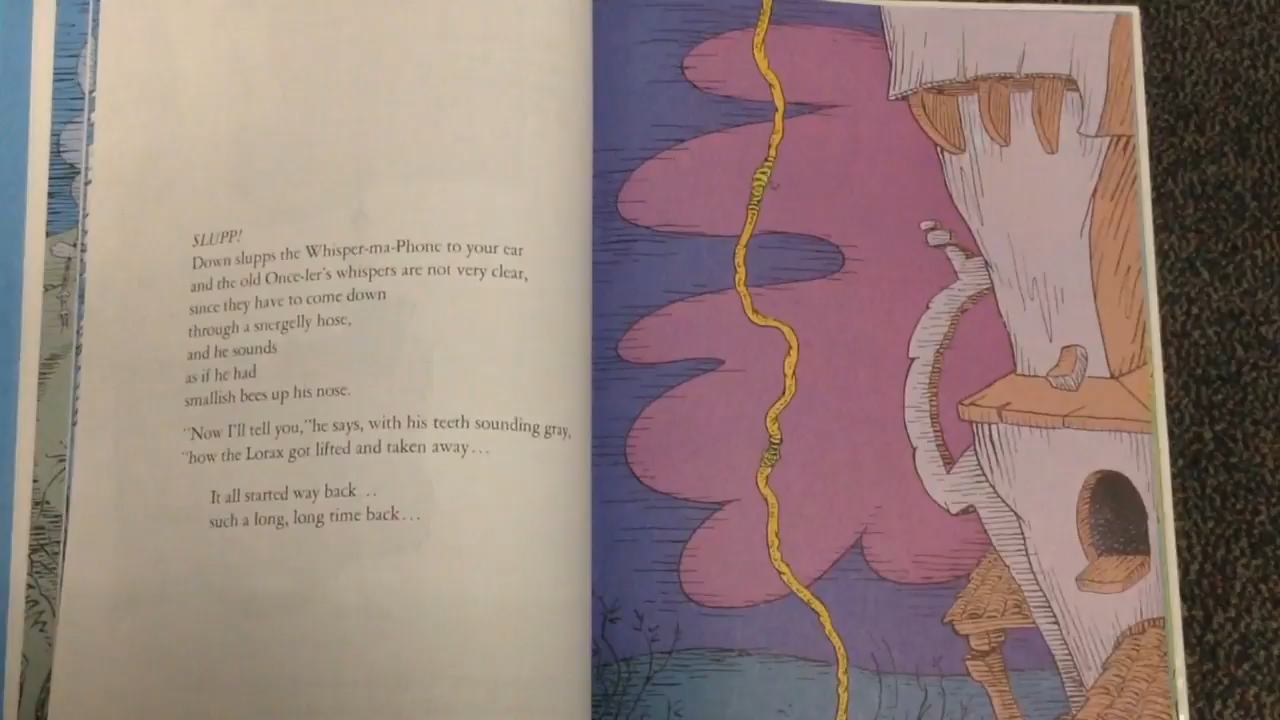 SLUPP!
Down slupps the Whisper-ma-Phone to your ear
and the old Once-ler's whispers are not very clear,
since they have to come down
through a snergelly hose,
and he sounds
as if he had
smallish bees up his nose.
"Now I'll tell you,"he says, with his teeth sounding gray,
"how the Lorax got lifted and taken away...
It all started way back...
such a long, long time back...